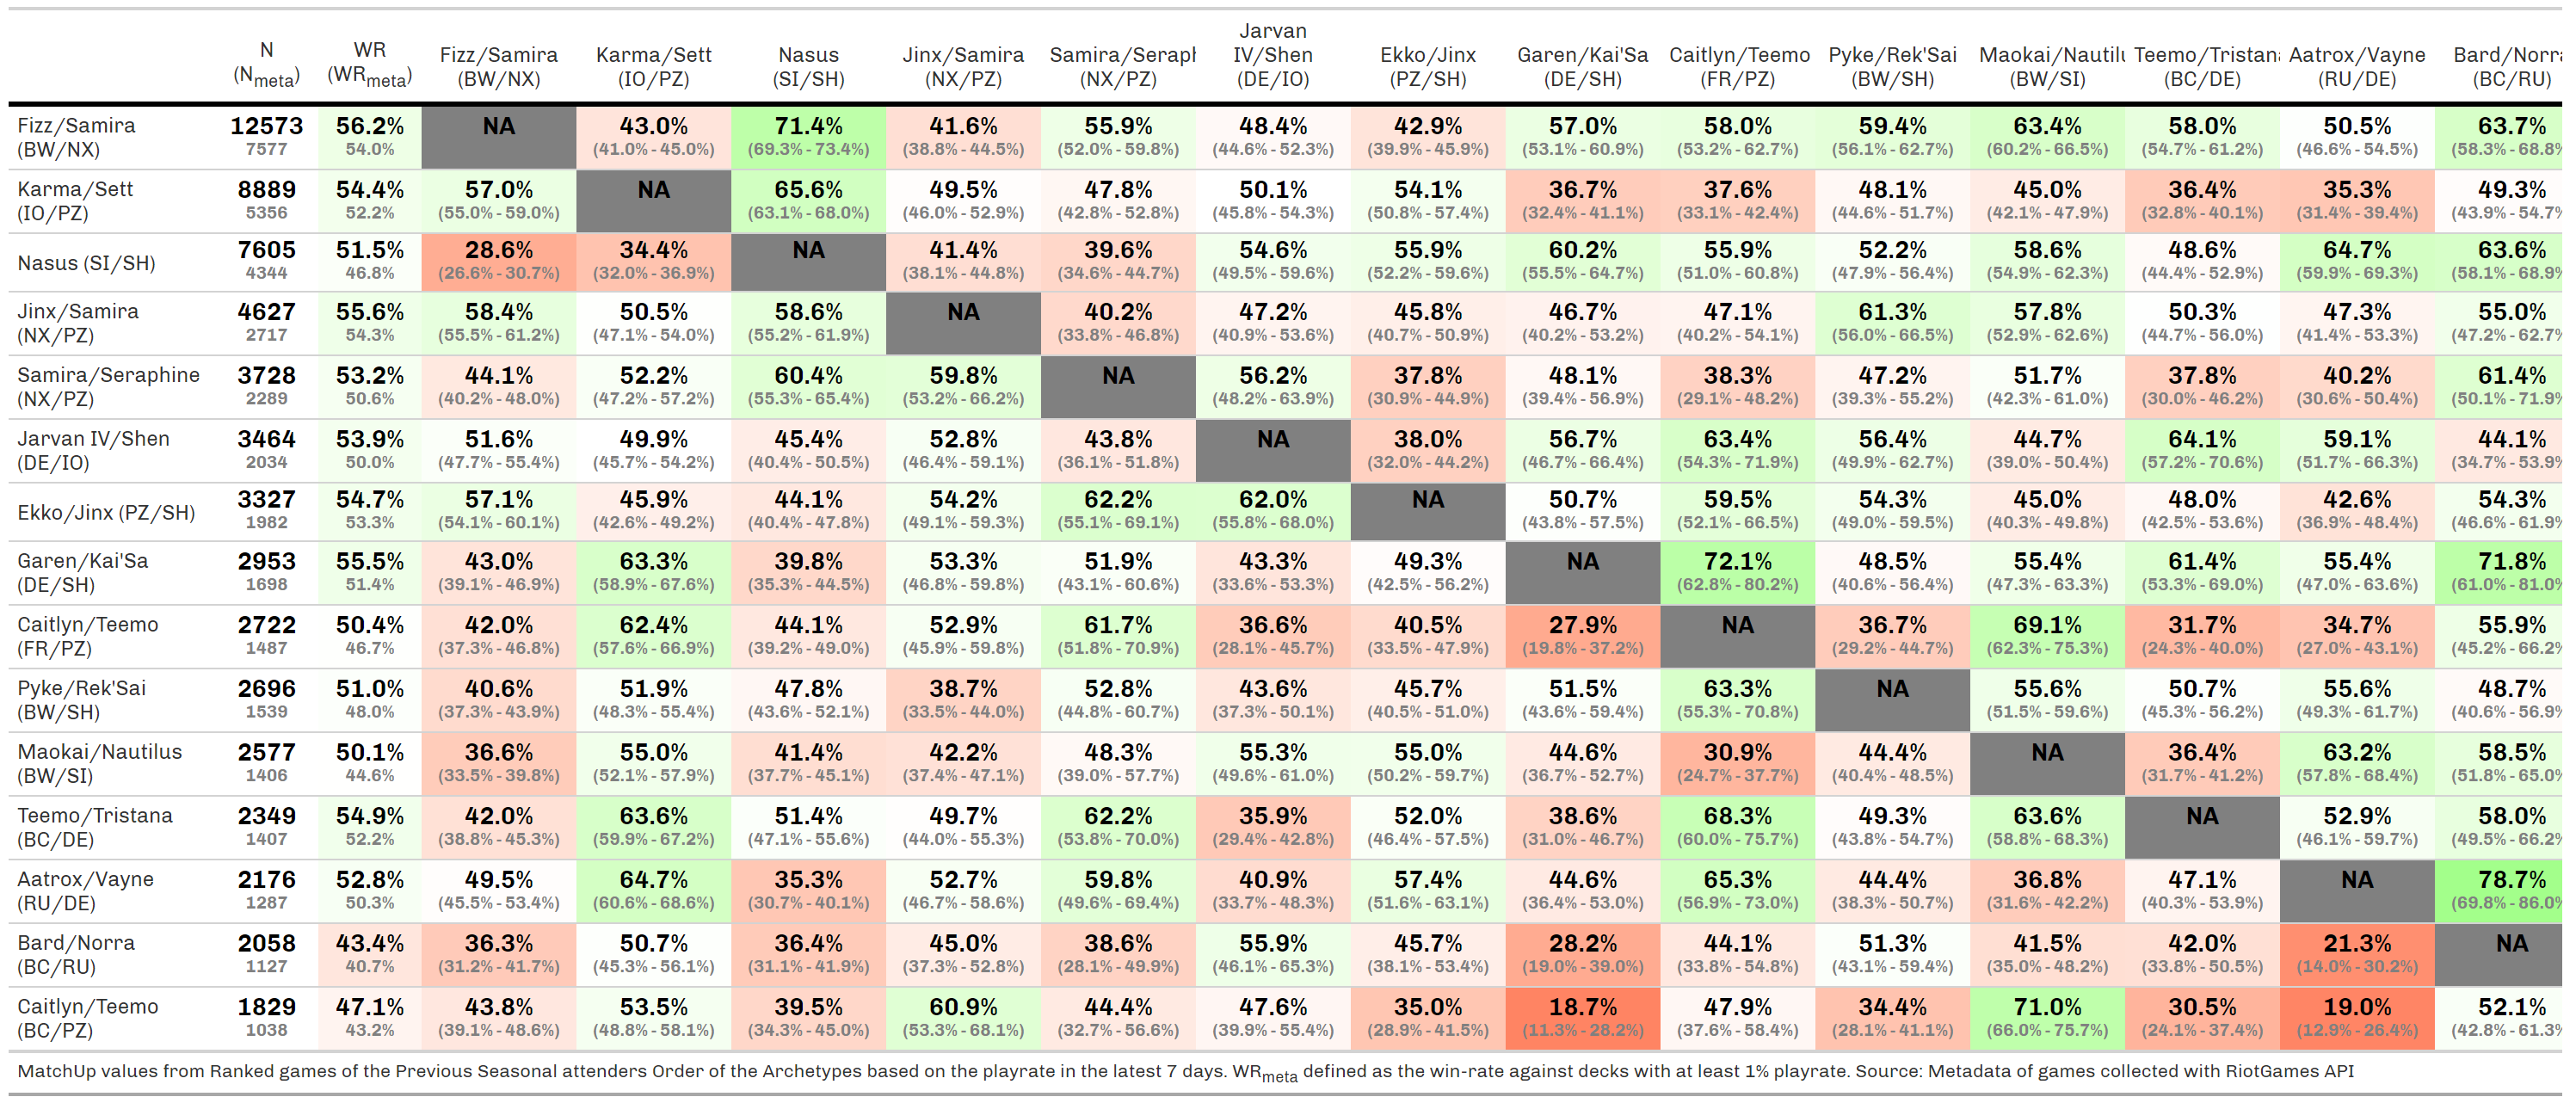 N (N_meta) WR (WR_meta) Fizz/Samira (BW/NX) Karma/Sett (IO/PZ) Nasus (SI/SH) Jinx/Samira (NX/PZ) Samira/Seraph (NX/PZ) Jarvan IV/Shen (DE/IO) Ekko/Jinx (PZ/SH) Garen/Kai'Sa (DE/SH) Caitlyn/Teemo (FR/PZ) Pyke/Rek'Sai (BW/SH) Maokai/Nautilu (BW/SI) Teemo/Tristana (BC/DE) Aatrox/Vayne (RU/DE) Bard/Norra (BC/RU)
Fizz/Samira 12573 56.2% NA 43.0% 71.4% 41.6% 55.9% 48.4% 42.9% 57.0% 58.0% 59.4% 63.4% 58.0% 50.5% 63.7%
(BW/NX) 7577 54.0% (41.0% - 45.0%) (69.3% - 73.4%) (38.8% - 44.5%) (52.0% - 59.8%) (44.6% - 52.3%) (39.9% - 45.9%) (53.1% - 60.9%) (53.2% - 62.7%) (56.1% - 62.7%) (60.2% - 66.5%) (54.7% - 61.2%) (46.6% - 54.5%) (58.3% - 68.8%
Karma/Sett 8889 54.4% 57.0% NA 65.6% 49.5% 47.8% 50.1% 54.1% 36.7% 37.6% 48.1% 45.0% 36.4% 35.3% 49.3%
(IO/PZ) 5356 52.2% (55.0% - 59.0%) (63.1% - 68.0%) (46.0% - 52.9%) (42.8% - 52.8%) (45.8% - 54.3%) (50.8% - 57.4%) (32.4% - 41.1%) (33.1% - 42.4%) (44.6% - 51.7%) (42.1% - 47.9%) (32.8% - 40.1%) (31.4% - 39.4%) (43.9% - 54.7%
Nasus (SI/SH) 7605 51.5% 28.6% 34.4% NA 41.4% 39.6% 54.6% 55.9% 60.2% 55.9% 52.2% 58.6% 48.6% 64.7% 63.6%
4344 46.8% (26.6% - 30.7%) (32.0% - 36.9%) (38.1% - 44.8%) (34.6% - 44.7%) (49.5% - 59.6%) (52.2% - 59.6%) (55.5% - 64.7%) (51.0% - 60.8%) (47.9% - 56.4%) (54.9% - 62.3%) (44.4% - 52.9%) (59.9% - 69.3%) (58.1% - 68.9%
Jinx/Samira 4627 55.6% 58.4% 50.5% 58.6% NA 40.2% 47.2% 45.8% 46.7% 47.1% 61.3% 57.8% 50.3% 47.3% 55.0%
(NX/PZ) 2717 54.3% (55.5% - 61.2%) (47.1% - 54.0%) (55.2% - 61.9%) (33.8% - 46.8%) (40.9% - 53.6%) (40.7% - 50.9%) (40.2% - 53.2%) (40.2% - 54.1%) (56.0% - 66.5%) (52.9% - 62.6%) (44.7% - 56.0%) (41.4% - 53.3%) (47.2% - 62.7%
Samira/Seraphine 3728 53.2% 44.1% 52.2% 60.4% 59.8% NA 56.2% 37.8% 48.1% 38.3% 47.2% 51.7% 37.8% 40.2% 61.4%
(NX/PZ) 2289 50.6% (40.2% - 48.0%) (47.2% - 57.2%) (55.3% - 65.4%) (53.2% - 66.2%) (48.2% - 63.9%) (30.9% - 44.9%) (39.4% - 56.9%) (29.1% - 48.2%) (39.3% - 55.2%) (42.3% - 61.0%) (30.0% - 46.2%) (30.6% - 50.4%) (50.1% - 71.9%
Jarvan IV/Shen 3464 53.9% 51.6% 49.9% 45.4% 52.8% 43.8% NA 38.0% 56.7% 63.4% 56.4% 44.7% 64.1% 59.1% 44.1%
(DE/IO) 2034 50.0% (47.7% - 55.4%) (45.7% - 54.2%) (40.4% - 50.5%) (46.4% - 59.1%) (36.1% - 51.8%) (32.0% - 44.2%) (46.7% - 66.4%) (54.3% - 71.9%) (49.9% - 62.7%) (39.0% - 50.4%) (57.2% - 70.6%) (51.7% - 66.3%) (34.7% - 53.9%
Ekko/Jinx (PZ/SH) 3327 54.7% 57.1% 45.9% 44.1% 54.2% 62.2% 62.0% NA 50.7% 59.5% 54.3% 45.0% 48.0% 42.6% 54.3%
1982 53.3% (54.1% - 60.1%) (42.6% - 49.2%) (40.4% - 47.8%) (49.1% - 59.3%) (55.1% - 69.1%) (55.8% - 68.0%) (43.8% - 57.5%) (52.1% - 66.5%) (49.0% - 59.5%) (40.3% - 49.8%) (42.5% - 53.6%) (36.9% - 48.4%) (46.6% - 61.9%
Garen/Kai'Sa 2953 55.5% 43.0% 63.3% 39.8% 53.3% 51.9% 43.3% 49.3% NA 72.1% 48.5% 55.4% 61.4% 55.4% 71.8%
(DE/SH) 1698 51.4% (39.1% - 46.9%) (58.9% - 67.6%) (35.3% - 44.5%) (46.8% - 59.8%) (43.1% - 60.6%) (33.6% - 53.3%) (42.5% - 56.2%) (62.8% - 80.2%) (40.6% - 56.4%) (47.3% - 63.3%) (53.3% - 69.0%) (47.0% - 63.6%) (61.0% - 81.0%
Caitlyn/Teemo 2722 50.4% 42.0% 62.4% 44.1% 52.9% 61.7% 36.6% 40.5% 27.9% NA 36.7% 69.1% 31.7% 34.7% 55.9%
(FR/PZ) 1487 46.7% (37.3% - 46.8%) (57.6% - 66.9%) (39.2% - 49.0%) (45.9% - 59.8%) (51.8% - 70.9%) (28.1% - 45.7%) (33.5% - 47.9%) (19.8% - 37.2%) (29.2% - 44.7%) (62.3% - 75.3%) (24.3% - 40.0%) (27.0% - 43.1%) (45.2% - 66.2%
Pyke/Rek'Sai 2696 51.0% 40.6% 51.9% 47.8% 38.7% 52.8% 43.6% 45.7% 51.5% 63.3% NA 55.6% 50.7% 55.6% 48.7%
(BW/SH) 1539 48.0% (37.3% - 43.9%) (48.3% - 55.4%) (43.6% - 52.1%) (33.5% - 44.0%) (44.8% - 60.7%) (37.3% - 50.1%) (40.5% - 51.0%) (43.6% - 59.4%) (55.3% - 70.8%) (51.5% - 59.6%) (45.3% - 56.2%) (49.3% - 61.7%) (40.6% - 56.9%
Maokai/Nautilus 2577 50.1% 36.6% 55.0% 41.4% 42.2% 48.3% 55.3% 55.0% 44.6% 30.9% 44.4% NA 36.4% 63.2% 58.5%
(BW/SI) 1406 44.6% (33.5% - 39.8%) (52.1% - 57.9%) (37.7% - 45.1%) (37.4% - 47.1%) (39.0% - 57.7%) (49.6% - 61.0%) (50.2% - 59.7%) (36.7% - 52.7%) (24.7% - 37.7%) (40.4% - 48.5%) (31.7% - 41.2%) (57.8% - 68.4%) (51.8% - 65.0%
Teemo/Tristana 2349 54.9% 42.0% 63.6% 51.4% 49.7% 62.2% 35.9% 52.0% 38.6% 68.3% 49.3% 63.6% NA 52.9% 58.0%
(BC/DE) 1407 52.2% (38.8% - 45.3%) (59.9% - 67.2%) (47.1% - 55.6%) (44.0% - 55.3%) (53.8% - 70.0%) (29.4% - 42.8%) (46.4% - 57.5%) (31.0% - 46.7%) (60.0% - 75.7%) (43.8% - 54.7%) (58.8% - 68.3%) (46.1% - 59.7%) (49.5% - 66.2%
Aatrox/Vayne 2176 52.8% 49.5% 64.7% 35.3% 52.7% 59.8% 40.9% 57.4% 44.6% 65.3% 44.4% 36.8% 47.1% NA 78.7%
(RU/DE) 1287 50.3% (45.5% - 53.4%) (60.6% - 68.6%) (30.7% - 40.1%) (46.7% - 58.6%) (49.6% - 69.4%) (33.7% - 48.3%) (51.6% - 63.1%) (36.4% - 53.0%) (56.9% - 73.0%) (38.3% - 50.7%) (31.6% - 42.2%) (40.3% - 53.9%) (69.8% - 86.0%
Bard/Norra 2058 43.4% 36.3% 50.7% 36.4% 45.0% 38.6% 55.9% 45.7% 28.2% 44.1% 51.3% 41.5% 42.0% 21.3% NA
(BC/RU) 1127 40.7% (31.2% - 41.7%) (45.3% - 56.1%) (31.1% - 41.9%) (37.3% - 52.8%) (28.1% - 49.9%) (46.1% - 65.3%) (38.1% - 53.4%) (19.0% - 39.0%) (33.8% - 54.8%) (43.1% - 59.4%) (35.0% - 48.2%) (33.8% - 50.5%) (14.0% - 30.2%)
Caitlyn/Teemo 1829 47.1% 43.8% 53.5% 39.5% 60.9% 44.4% 47.6% 35.0% 18.7% 47.9% 34.4% 71.0% 30.5% 19.0% 52.1%
(BC/PZ) 1038 43.2% (39.1% - 48.6%) (48.8% - 58.1%) (34.3% - 45.0%) (53.3% - 68.1%) (32.7% - 56.6%) (39.9% - 55.4%) (28.9% - 41.5%) (11.3% - 28.2%) (37.6% - 58.4%) (28.1% - 41.1%) (66.0% - 75.7%) (24.1% - 37.4%) (12.9% - 26.4%) (42.8% - 61.3%
MatchUp values from Ranked games of the Previous Seasonal attenders Order of the Archetypes based on the playrate in the latest 7 days. WR_meta defined as the win-rate against decks with at least 1% playrate. Source: Metadata of games collected with RiotGames API